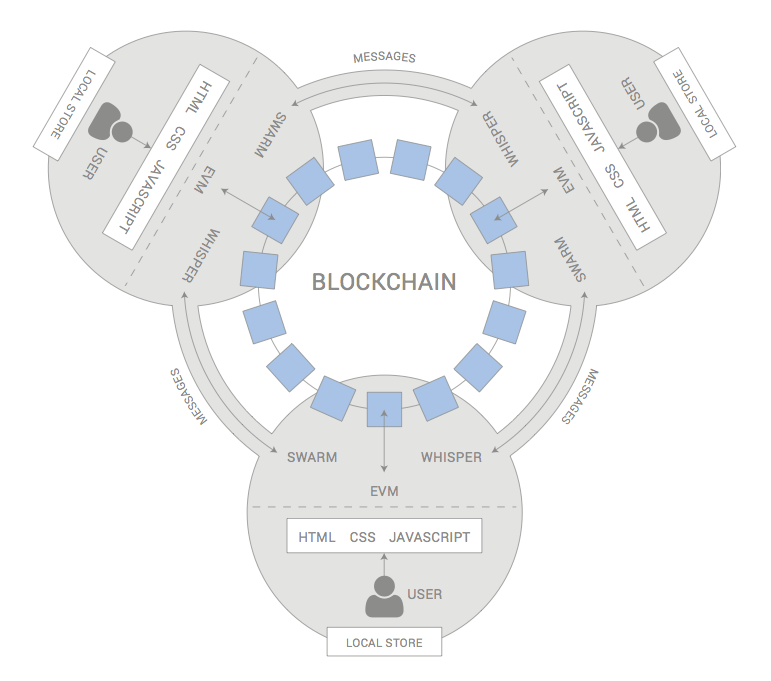 MESSAGES
LOCAL STORE
USER
HTML CSS JAVASCRIPT
SWARM
EVM
WHISPER
LOCAL STORE
USER
HTML CSS JAVASCRIPT
WHISPER
EVM
SWARM
BLOCKCHAIN
MESSAGES
MESSAGES
SWARM
WHISPER
EVM
HTML CSS JAVASCRIPT
USER
LOCAL STORE